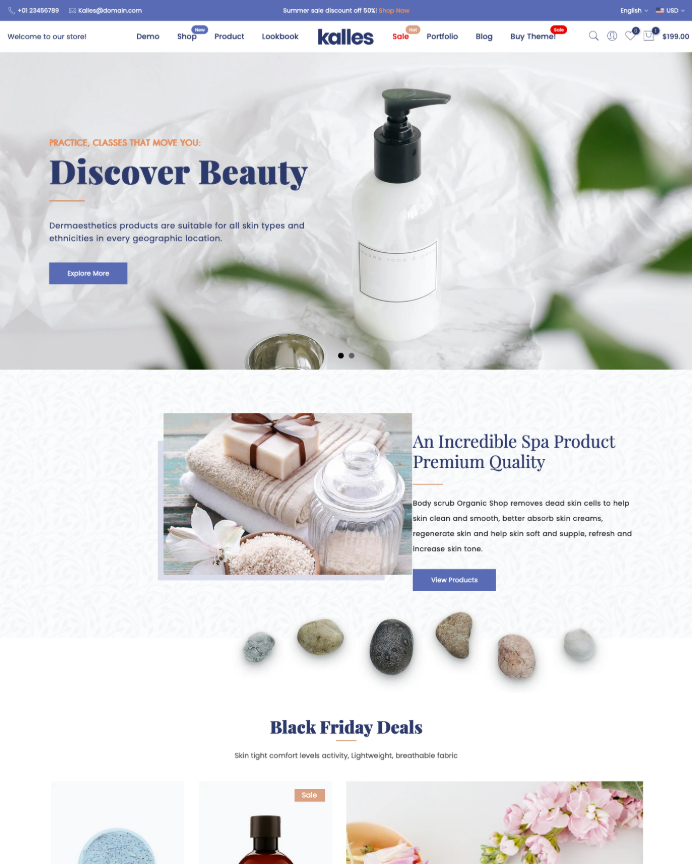 +01 23456789 Kalles@domain.com Summer sale discount off 50%! Shop Now English USD
Welcome to our store! Demo Shop New Product Lookbook kalles Sale Hot Portfolio Blog Buy Theme! Sale 0 1 $199.00
PRACTICE, CLASSES THAT MOVE YOU:
Discover Beauty
Dermaesthetics products are suitable for all skin types and
ethnicities in every geographic location.
Explore More
An Incredible Spa Product
Premium Quality
Body scrub Organic Shop removes dead skin cells to help
skin clean and smooth, better absorb skin creams,
regenerate skin and help skin soft and supple, refresh and
increase skin tone.
View Products
Black Friday Deals
Skin tight comfort levels activity, Lightweight, breathable fabric
Sale